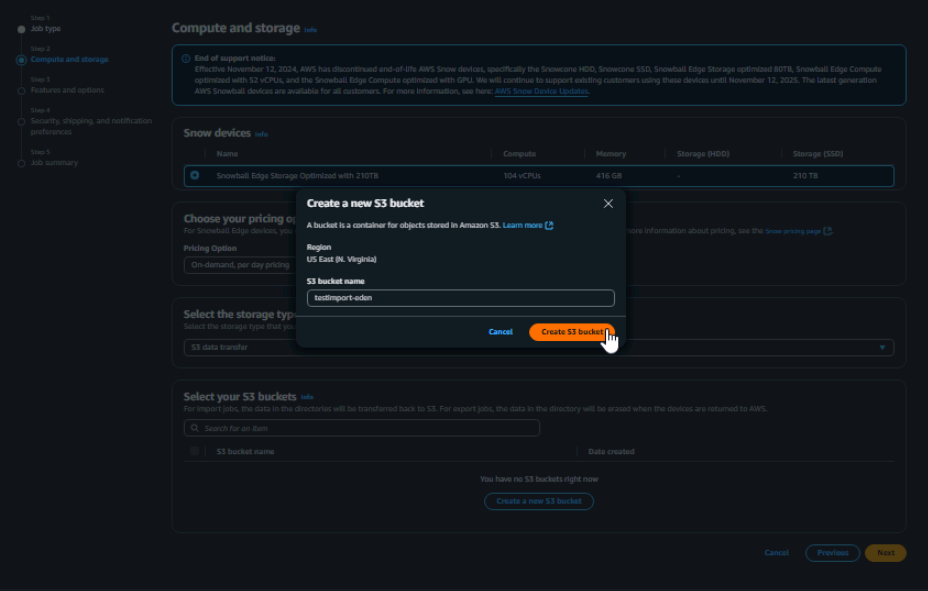 Step 1
Job type
Step 2
Compute and storage
Step 3
Features and options
Step 4
Security, shipping, and notification
preferences
Step 5
Job summary
Compute and storage Info
End of support notice:
Effective November 12, 2024, AWS has discontinued end-of-life AWS Snow devices, specifically the Snowcone HDD, Snowcone SSD, Snowball Edge Storage optimized 80TB, Snowball Edge Compute
optimized with 52 vCPUs, and the Snowball Edge Compute optimized with GPU. We will continue to support existing customers using these devices until November 12, 2025. The latest generation
AWS Snowball devices are available for all customers. For more information, see here: AWS Snow Device Updates.
Snow devices Info
Name Compute Memory Storage (HDD) Storage (SSD)
Snowball Edge Storage Optimized with 210TB 104 vCPUs 416 GB - 210 TB
Create a new S3 bucket
A bucket is a container for objects stored in Amazon S3. Learn more
Region
US East (N. Virginia)
S3 bucket name
testimport-eden
Cancel Create S3 bucket
Choose your pricing op
For Snowball Edge devices, you more information about pricing, see the Snow pricing page.
Pricing Option
On-demand, per day pricing
Select the storage typ
Select the storage type that you
S3 data transfer
Select your S3 buckets Info
For import jobs, the data in the directories will be transferred back to S3. For export jobs, the data in the directory will be erased when the devices are returned to AWS.
Search for an item
S3 bucket name Date created
You have no S3 buckets right now
Create a new S3 bucket
Cancel Previous Next